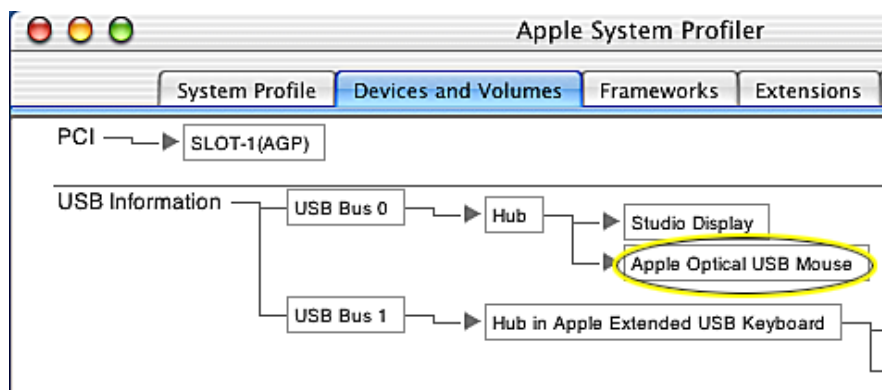 Apple System Profiler
System Profile Devices and Volumes Frameworks Extensions
PCI SLOT-1(AGP)
USB Information USB Bus 0 Hub Studio Display
Apple Optical USB Mouse
USB Bus 1 Hub in Apple Extended USB Keyboard